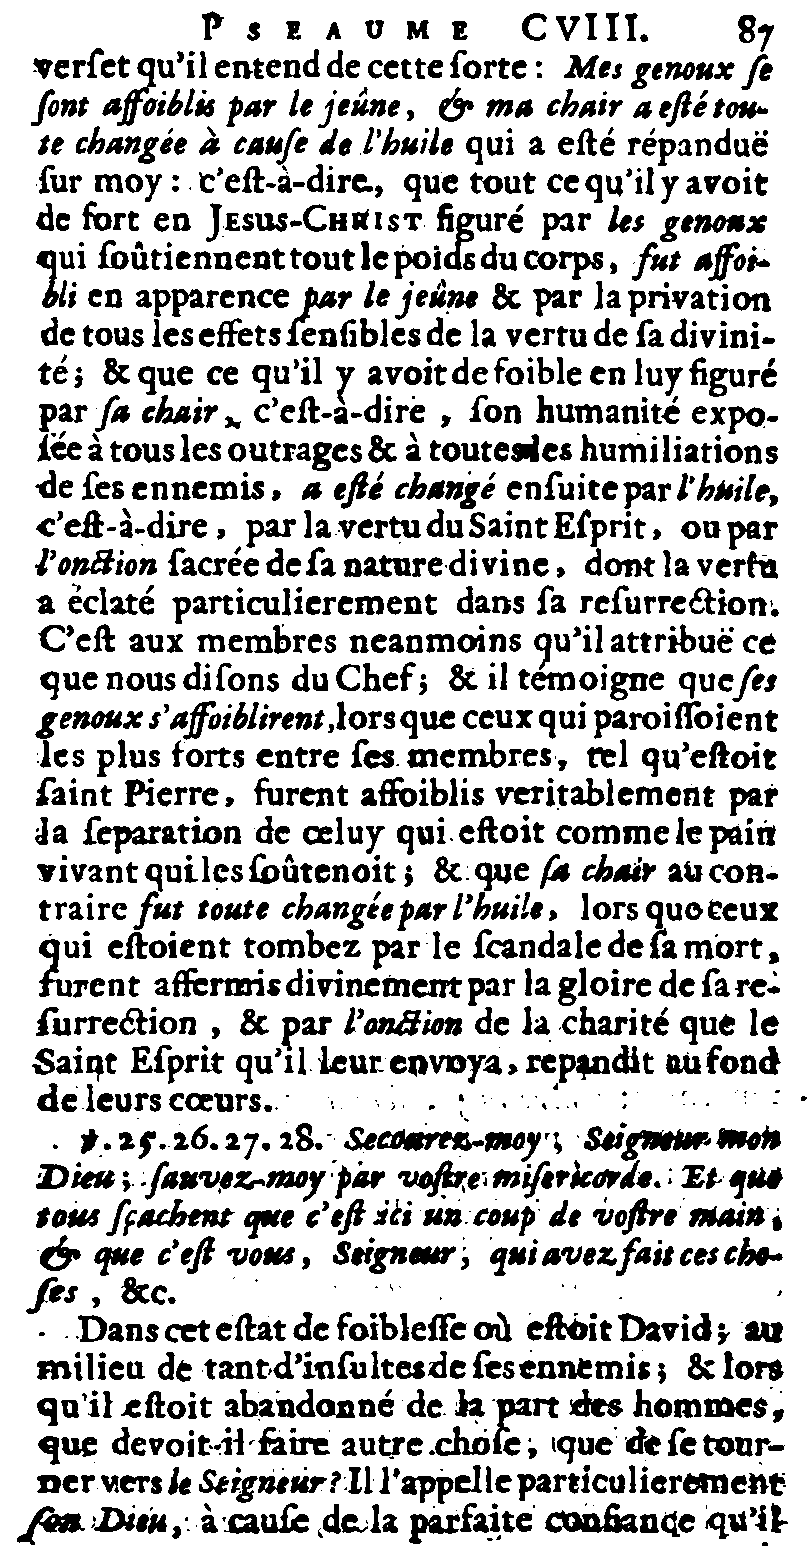 PSEAUME CVIII. 87
verſet qu'il entend de cette ſorte : Mes genoux ſe
ſont affoiblis par le jeûne, & ma chair a eſté tou-
te changée à cauſe de l'huile qui a eſté répanduë
ſur moy : c'eſt-à-dire, que tout ce qu'il y avoit
de fort en JESUS-CHRIST figuré par les genoux
qui ſoûtiennent tout le poids du corps, fut affoi-
bli en apparence par le jeûne & par la privation
de tous les effets ſenſibles de la vertu de ſa divini-
té ; & que ce qu'il y avoit de foible en luy figuré
par ſa chair, c'eſt-à-dire, ſon humanité expo-
ſée à tous les outrages & à toutes les humiliations
de ſes ennemis, a eſté changé enſuite par l'huile,
c'eſt-à-dire, par la vertu du Saint Eſprit, ou par
l'onction ſacrée de ſa nature divine, dont la vertu
a éclaté particulierement dans ſa reſurrection.
C'eſt aux membres neanmoins qu'il attribuë ce
que nous diſons du Chef ; & il témoigne que ſes
genoux s'affoiblirent, lors que ceux qui paroiſſoient
les plus forts entre ſes membres, tel qu'eſtoit
ſaint Pierre, furent affoiblis veritablement par
la ſeparation de celuy qui eſtoit comme le pain
vivant qui les ſoûtenoit ; & que ſa chair au con-
traire fut toute changée par l'huile, lors que ceux
qui eſtoient tombez par le ſcandale de ſa mort,
furent affermis divinement par la gloire de ſa re-
ſurrection, & par l'onction de la charité que le
Saint Eſprit qu'il leur envoya, repandit au fond
de leurs cœurs.
℣. 25. 26. 27. 28. Secourez-moy, Seigneur mon
Dieu ; ſauvez-moy par voſtre miſericorde. Et que
tous ſçachent que c'eſt ici un coup de voſtre main,
& que c'eſt vous, Seigneur, qui avez fait ces cho-
ſes, &c.
Dans cet eſtat de foibleſſe où eſtoit David ; au
milieu de tant d'inſultes de ſes ennemis ; & lors
qu'il eſtoit abandonné de la part des hommes,
que devoit-il faire autre choſe, que de ſe tour-
ner vers le Seigneur ? Il l'appelle particulierement
ſon Dieu, à cauſe de la parfaite confiance qu'il